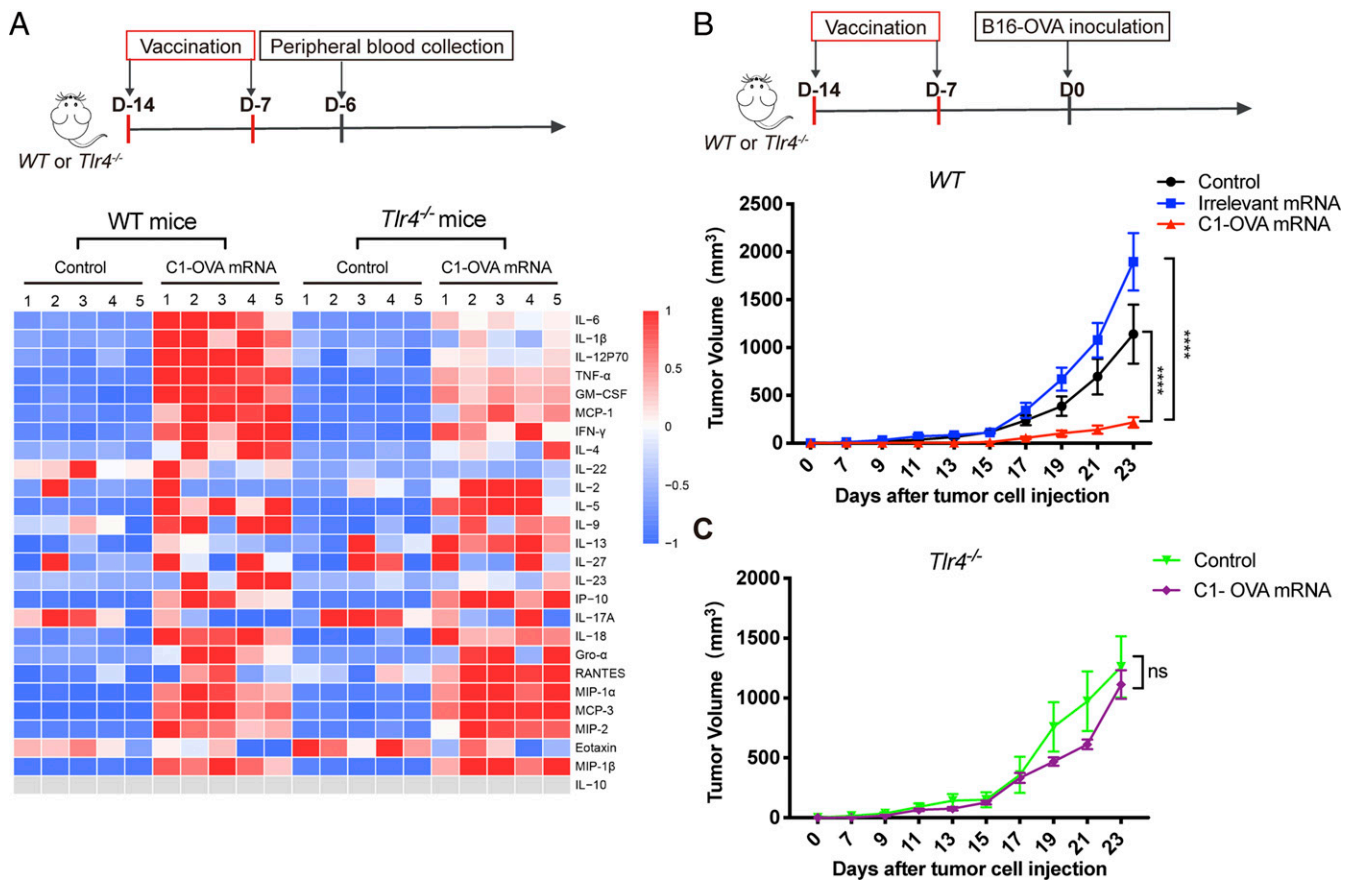 A
Vaccination
Peripheral blood collection
D-14
D-7
D-6
WT or Tlr4-/-
WT mice
Tlr4-/- mice
Control
C1-OVA mRNA
Control
C1-OVA mRNA
1 2 3 4 5 1 2 3 4 5 1 2 3 4 5 1 2 3 4 5
IL−6
IL−1β
IL−12P70
TNF-α
GM−CSF
MCP-1
IFN-γ
IL−4
IL−22
IL−2
IL−5
IL−9
IL−13
IL−27
IL−23
IP−10
IL−17A
IL−18
Gro-α
RANTES
MIP−1α
MCP−3
MIP−2
Eotaxin
MIP−1β
IL−10
1
0.5
0
−0.5
−1
B
Vaccination
B16-OVA inoculation
D-14
D-7
D0
WT or Tlr4-/-
WT
Control
Irrelevant mRNA
C1-OVA mRNA
Tumor Volume (mm3)
2500
2000
1500
1000
500
0
****
****
0 7 9 11 13 15 17 19 21 23
Days after tumor cell injection
C
Tlr4-/-
Control
C1- OVA mRNA
Tumor Volume (mm3)
2000
1500
1000
500
0
ns
0 7 9 11 13 15 17 19 21 23
Days after tumor cell injection